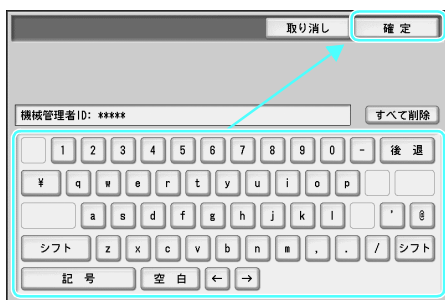 取り消し 確 定
機械管理者ID: ***** すべて削除
1 2 3 4 5 6 7 8 9 0 - 後 退
¥ q w e r t y u i o p
a s d f g h j k l ' @
シフト z x c v b n m , . / シフト
記 号 空 白 ← →